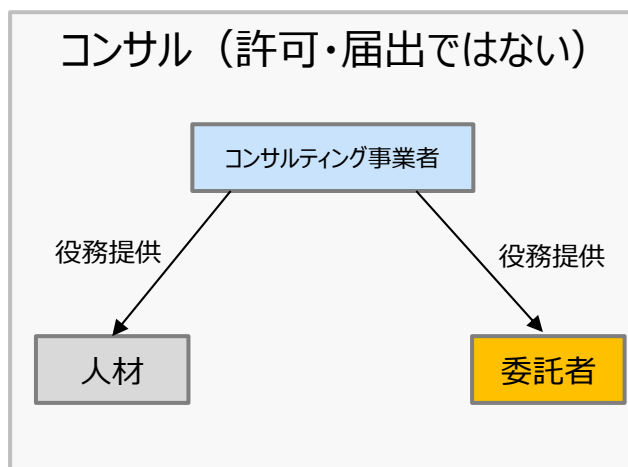 コンサル（許可・届出ではない）
コンサルティング事業者
役務提供
役務提供
人材
委託者